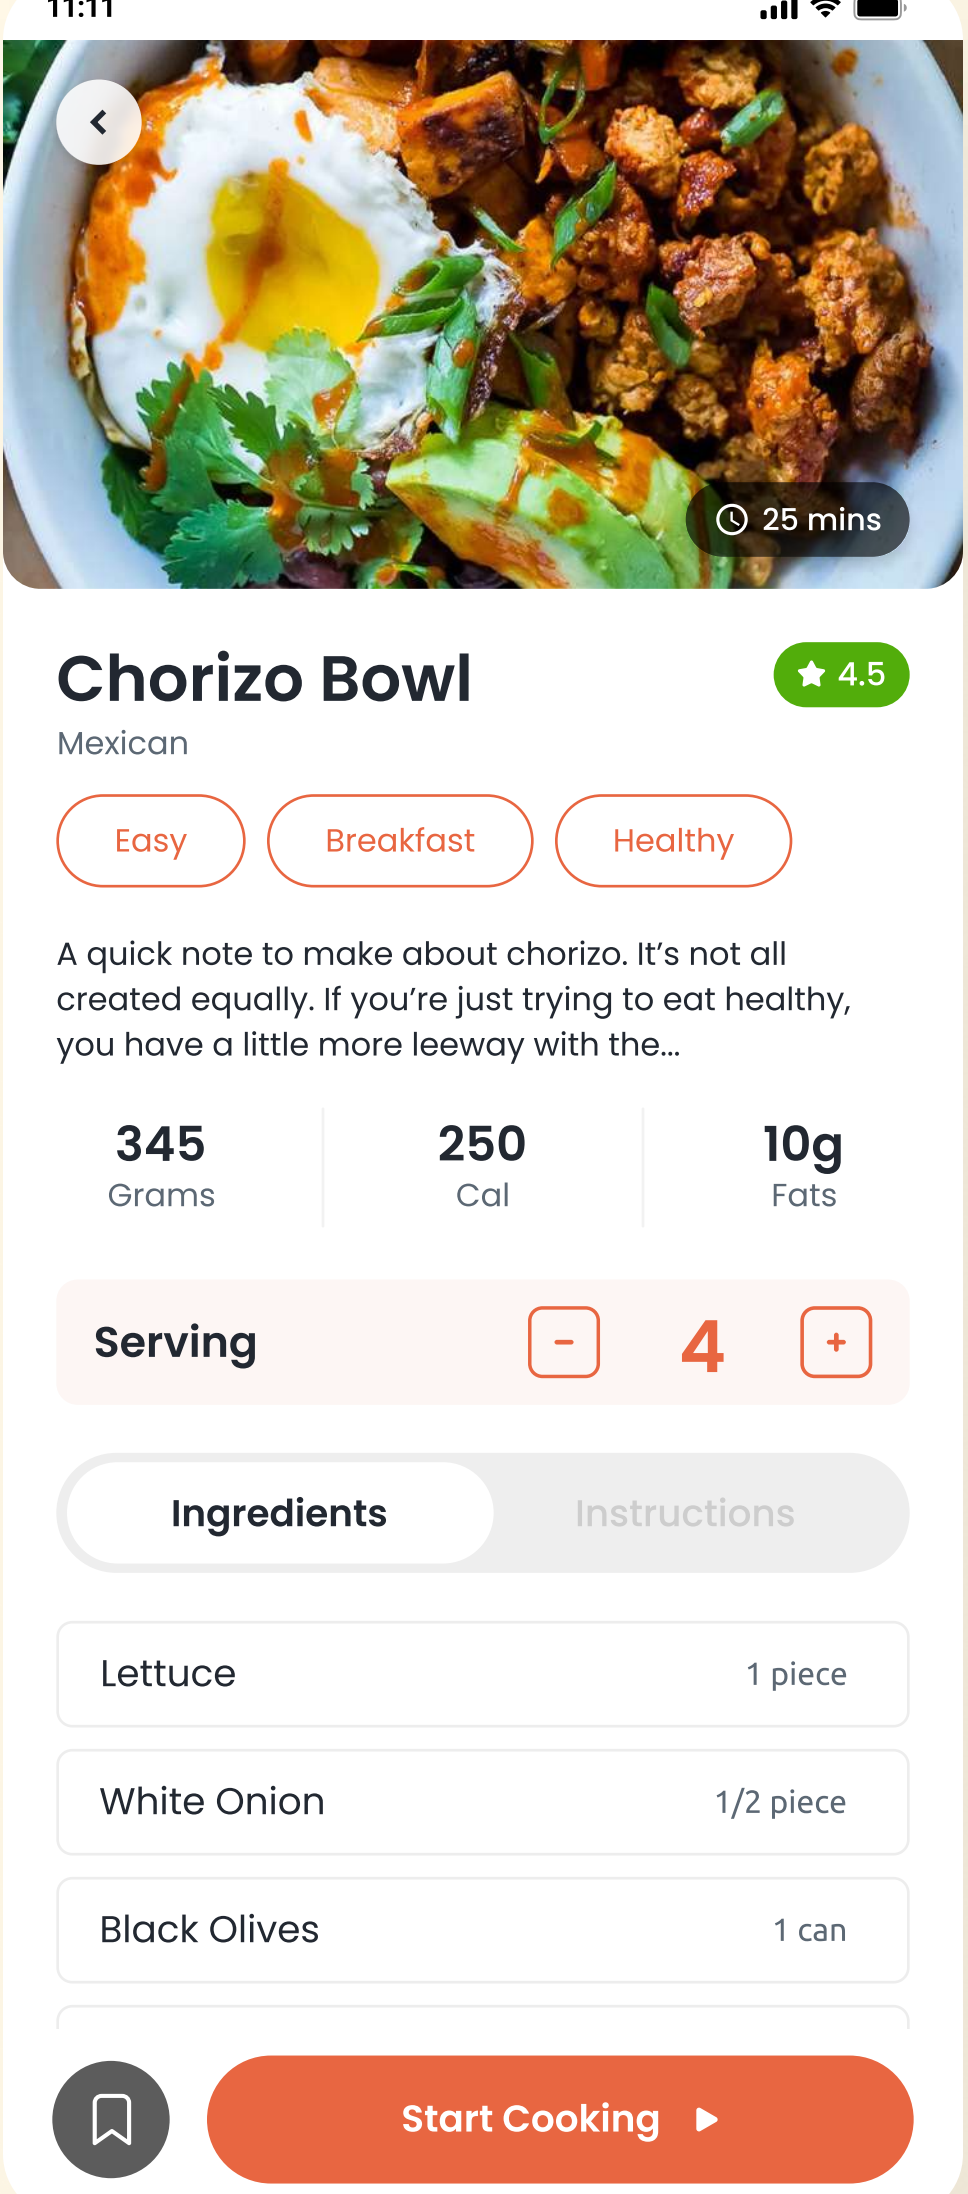 11:11
25 mins
Chorizo Bowl
4.5
Mexican
Easy
Breakfast
Healthy
A quick note to make about chorizo. It’s not all
created equally. If you’re just trying to eat healthy,
you have a little more leeway with the...
345
250
10g
Grams
Cal
Fats
Serving
−
4
+
Ingredients
Instructions
Lettuce
1 piece
White Onion
1/2 piece
Black Olives
1 can
Start Cooking